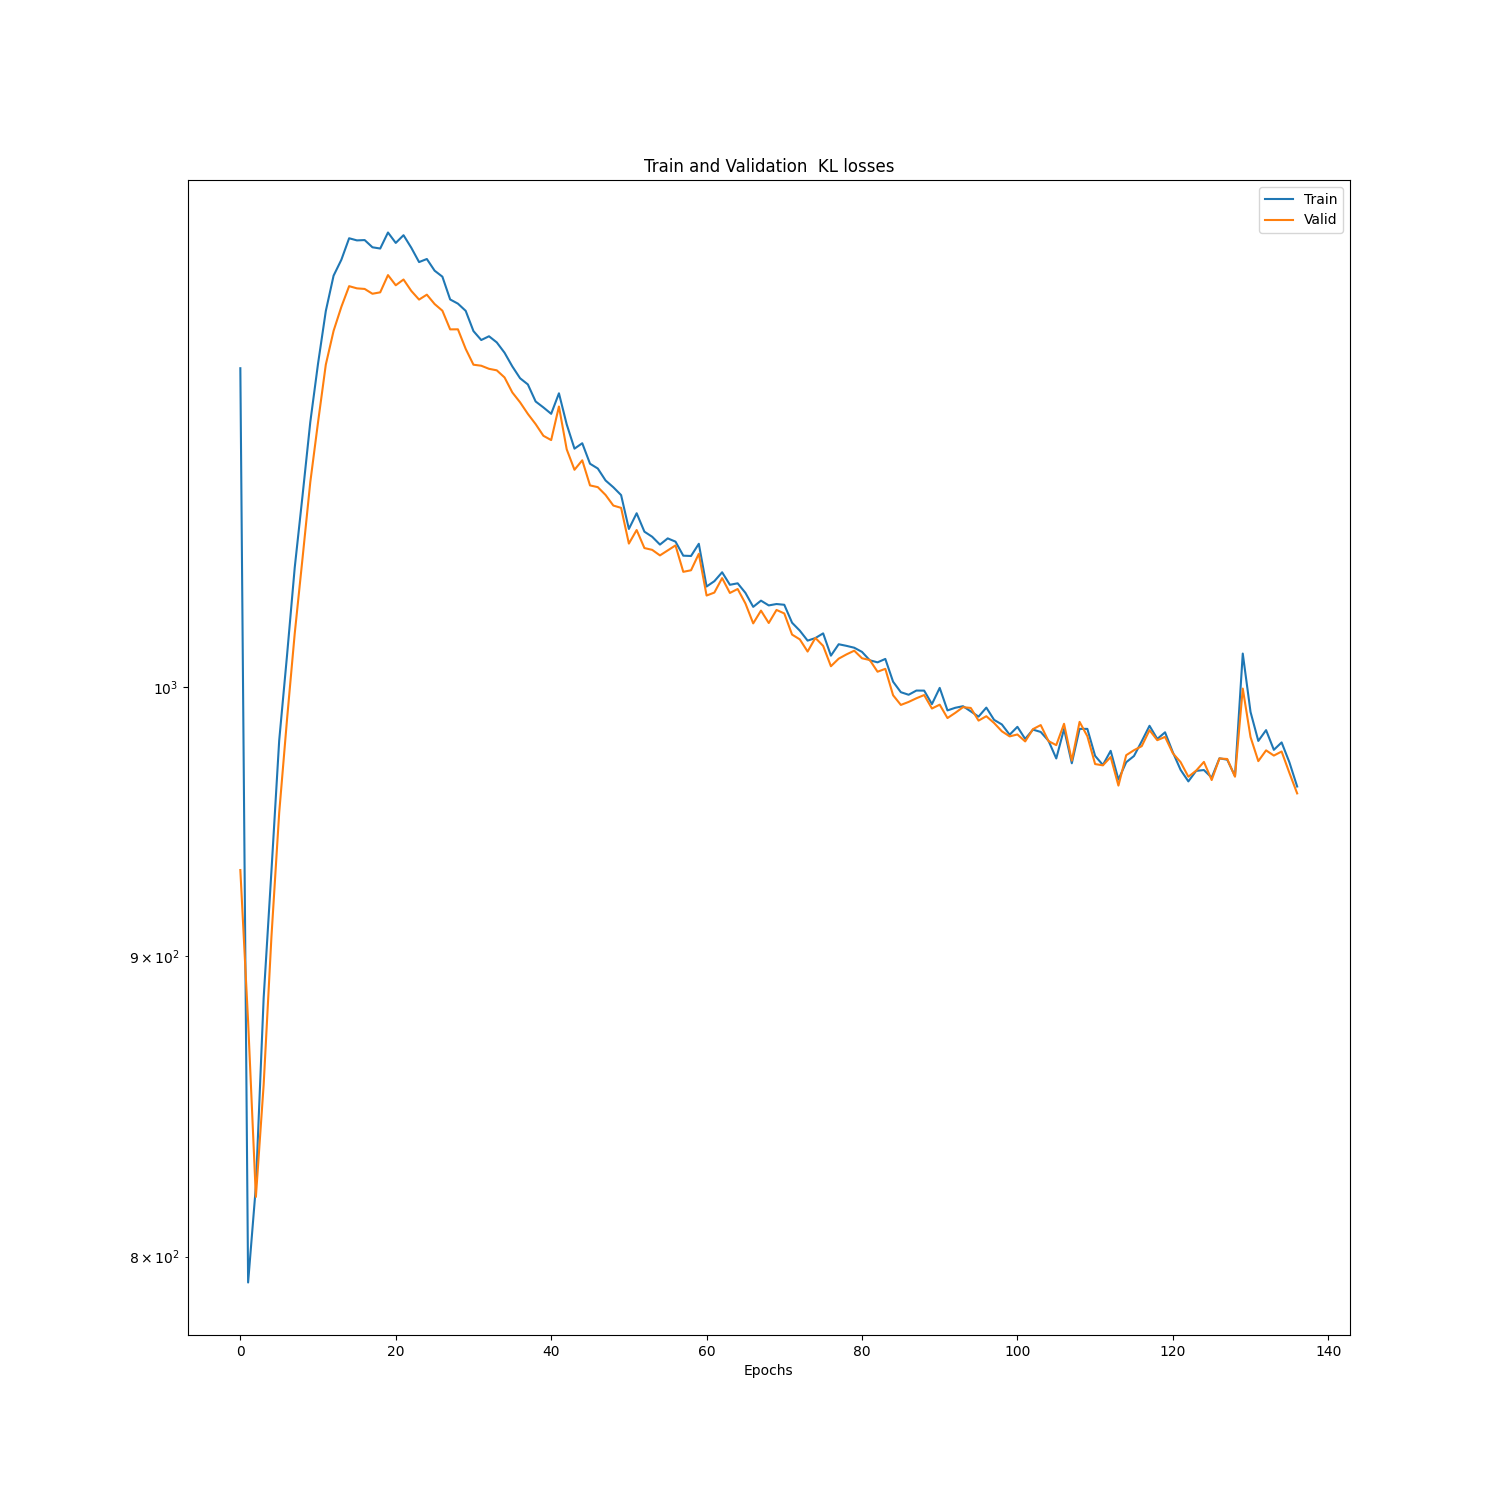 Train and Validation  KL losses
Train
Valid
10³
9 × 10²
8 × 10²
0 20 40 60 80 100 120 140
Epochs